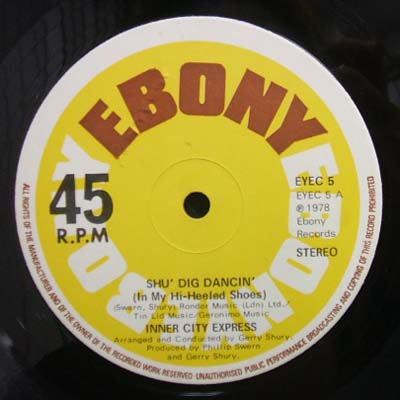 EBONY
EBONY
EBONY
45
R.P.M
EYEC 5
EYEC 5 A
℗ 1978
Ebony
Records
STEREO
SHU' DIG DANCIN'
(In My Hi-Heeled Shoes)
(Swern, Shury) Rondor Music (Ldn) Ltd./
Tin Lid Music/Geronimo Music
INNER CITY EXPRESS
Arranged and Conducted by Gerry Shury.
Produced by Phillip Swern
and Gerry Shury.
ALL RIGHTS OF THE MANUFACTURER AND OF THE OWNER OF THE RECORDED WORK RESERVED · UNAUTHORISED PUBLIC PERFORMANCE BROADCASTING AND COPYING OF THIS RECORD PROHIBITED